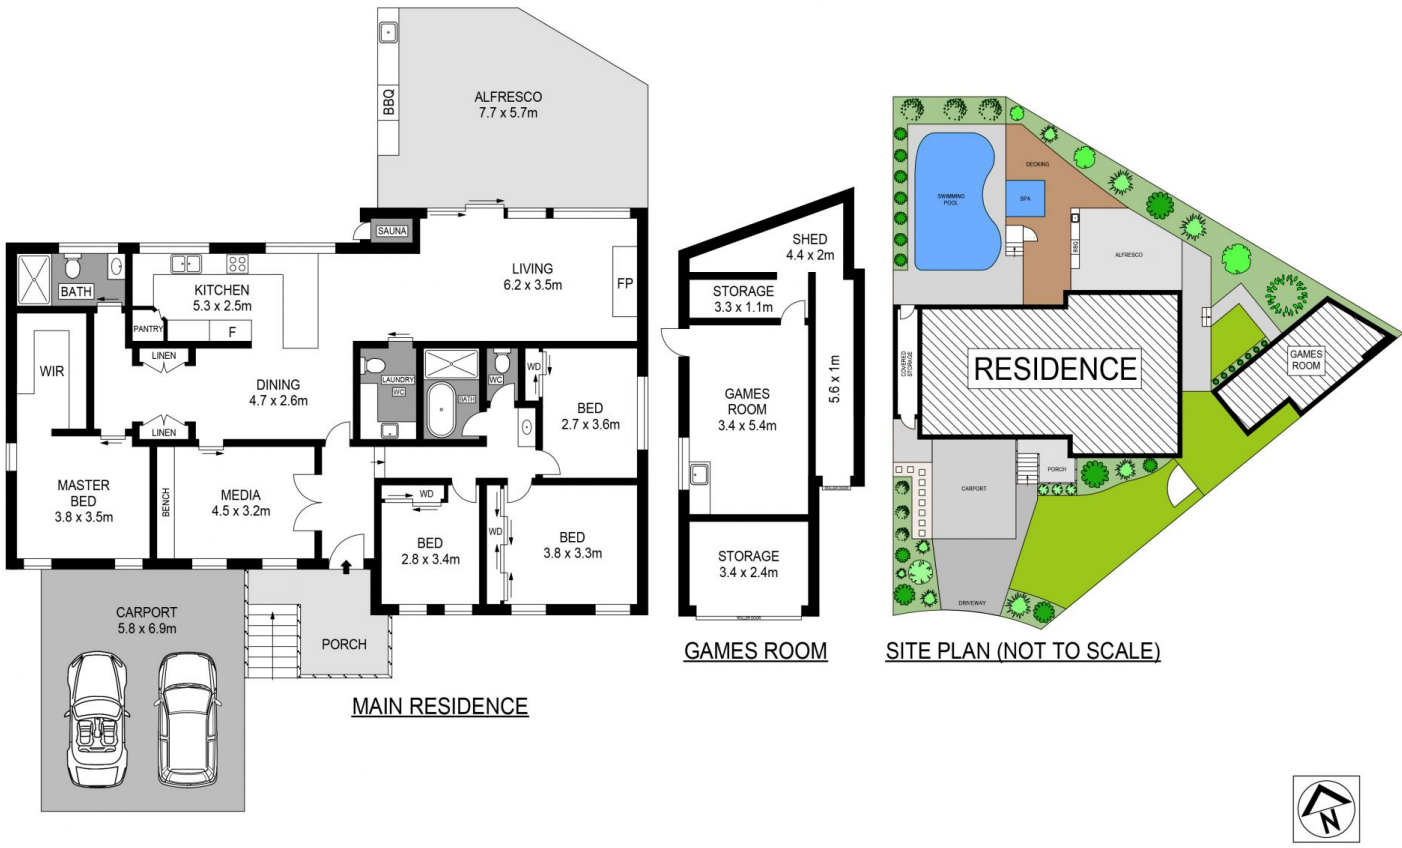 BBQ
ALFRESCO
7.7 x 5.7m
SAUNA
LIVING
6.2 x 3.5m
FP
BATH
KITCHEN
5.3 x 2.5m
PANTRY
F
WIR
LINEN
LINEN
DINING
4.7 x 2.6m
LAUNDRY
WC
BATH
WC
WD
BED
2.7 x 3.6m
MASTER
BED
3.8 x 3.5m
BENCH
MEDIA
4.5 x 3.2m
WD
BED
2.8 x 3.4m
WD
BED
3.8 x 3.3m
CARPORT
5.8 x 6.9m
PORCH
MAIN RESIDENCE
SHED
4.4 x 2m
STORAGE
3.3 x 1.1m
GAMES
ROOM
3.4 x 5.4m
5.6 x 1m
ROLLER DOOR
STORAGE
3.4 x 2.4m
ROLLER DOOR
GAMES ROOM
SWIMMING
POOL
DECKING
SPA
BBQ
ALFRESCO
COVERED
STORAGE
RESIDENCE
GAMES
ROOM
CARPORT
PORCH
DRIVEWAY
SITE PLAN (NOT TO SCALE)
N